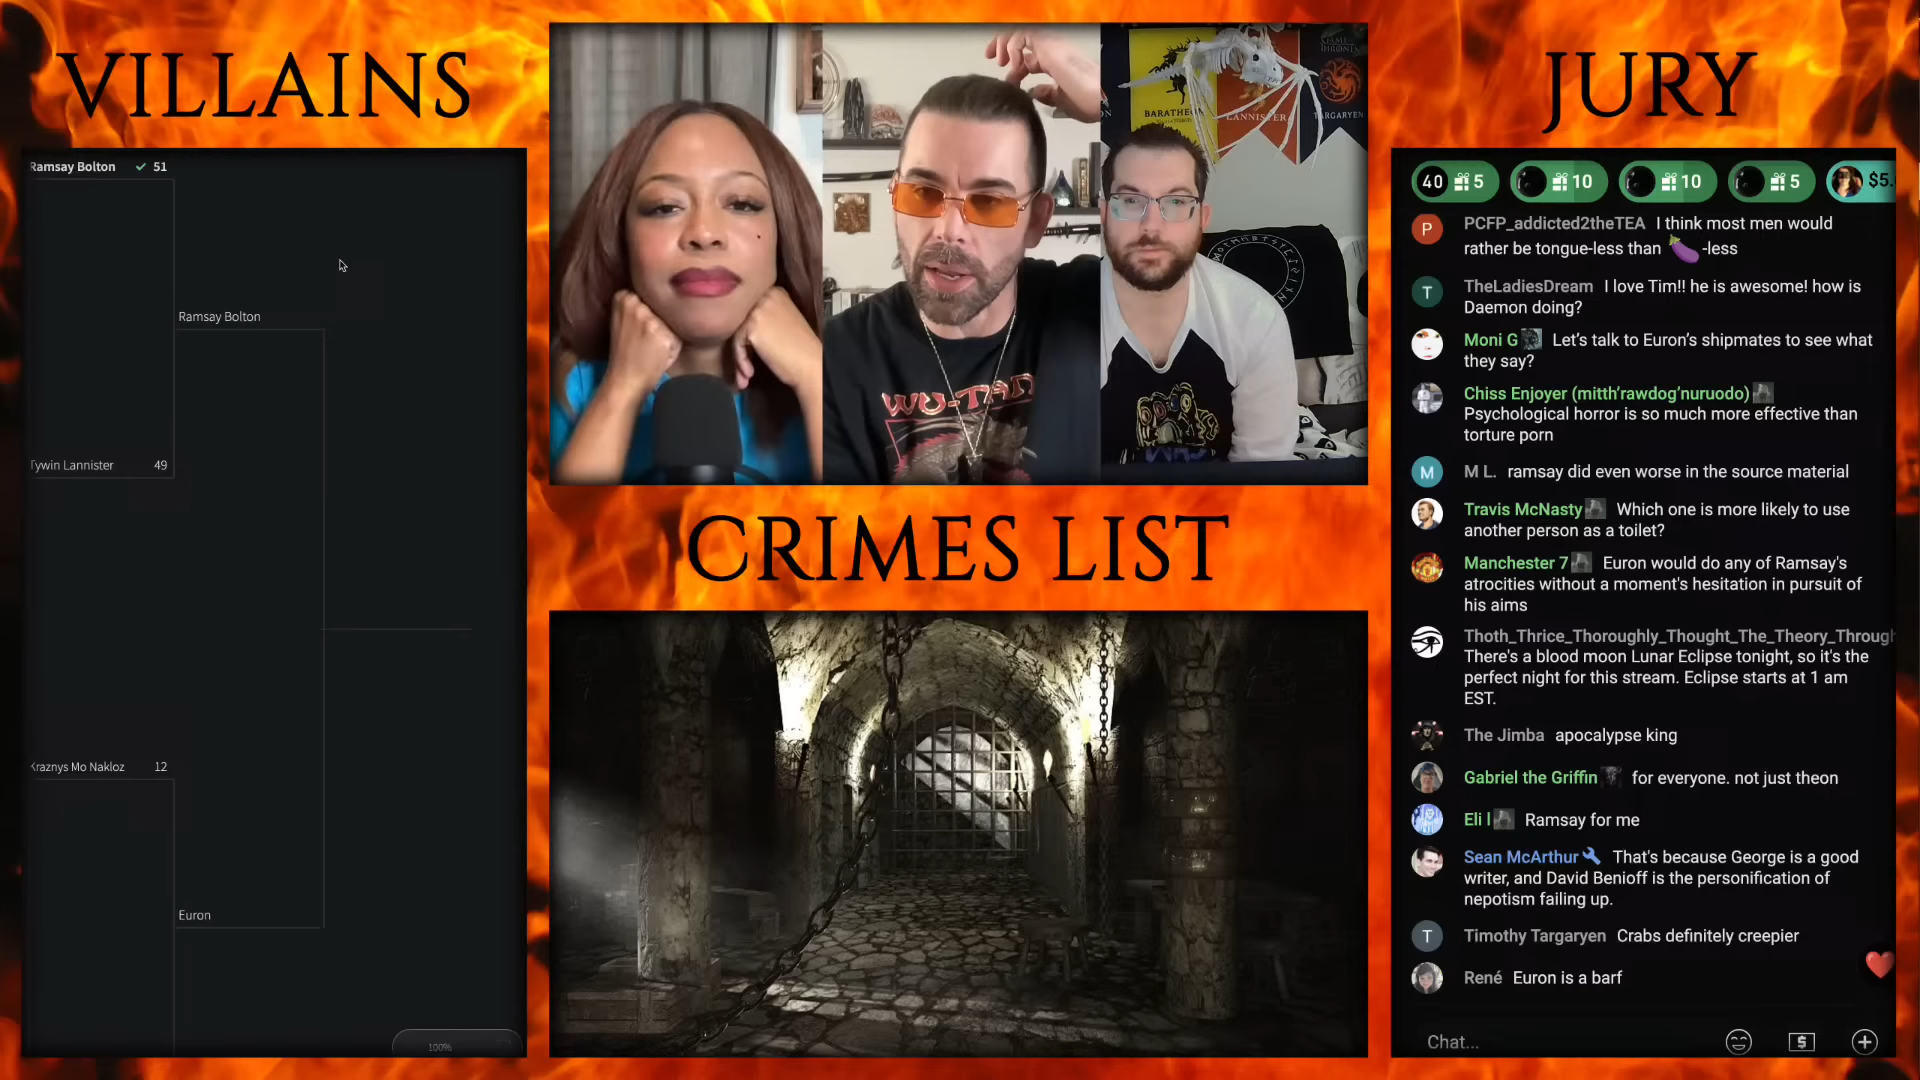 VILLAINS
Ramsay Bolton ✓ 51
Ramsay Bolton
Tywin Lannister 49
Kraznys Mo Nakloz 12
Euron
100%
BARATHEON
LANNISTER
TARGARYEN
WU-TAN
CRIMES LIST
JURY
40 5
10
10
5
$5.
P
PCFP_addicted2theTEA I think most men would
rather be tongue-less than 🍆-less
T
TheLadiesDream I love Tim!! he is awesome! how is
Daemon doing?
Moni G Let’s talk to Euron’s shipmates to see what
they say?
Chiss Enjoyer (mitth’rawdog’nuruodo)
Psychological horror is so much more effective than
torture porn
M
M L. ramsay did even worse in the source material
Travis McNasty Which one is more likely to use
another person as a toilet?
Manchester 7 Euron would do any of Ramsay's
atrocities without a moment's hesitation in pursuit of
his aims
Thoth_Thrice_Thoroughly_Thought_The_Theory_Through
There's a blood moon Lunar Eclipse tonight, so it's the
perfect night for this stream. Eclipse starts at 1 am
EST.
The Jimba apocalypse king
Gabriel the Griffin for everyone. not just theon
Eli l Ramsay for me
Sean McArthur That's because George is a good
writer, and David Benioff is the personification of
nepotism failing up.
T
Timothy Targaryen Crabs definitely creepier
René Euron is a barf
Chat...
$